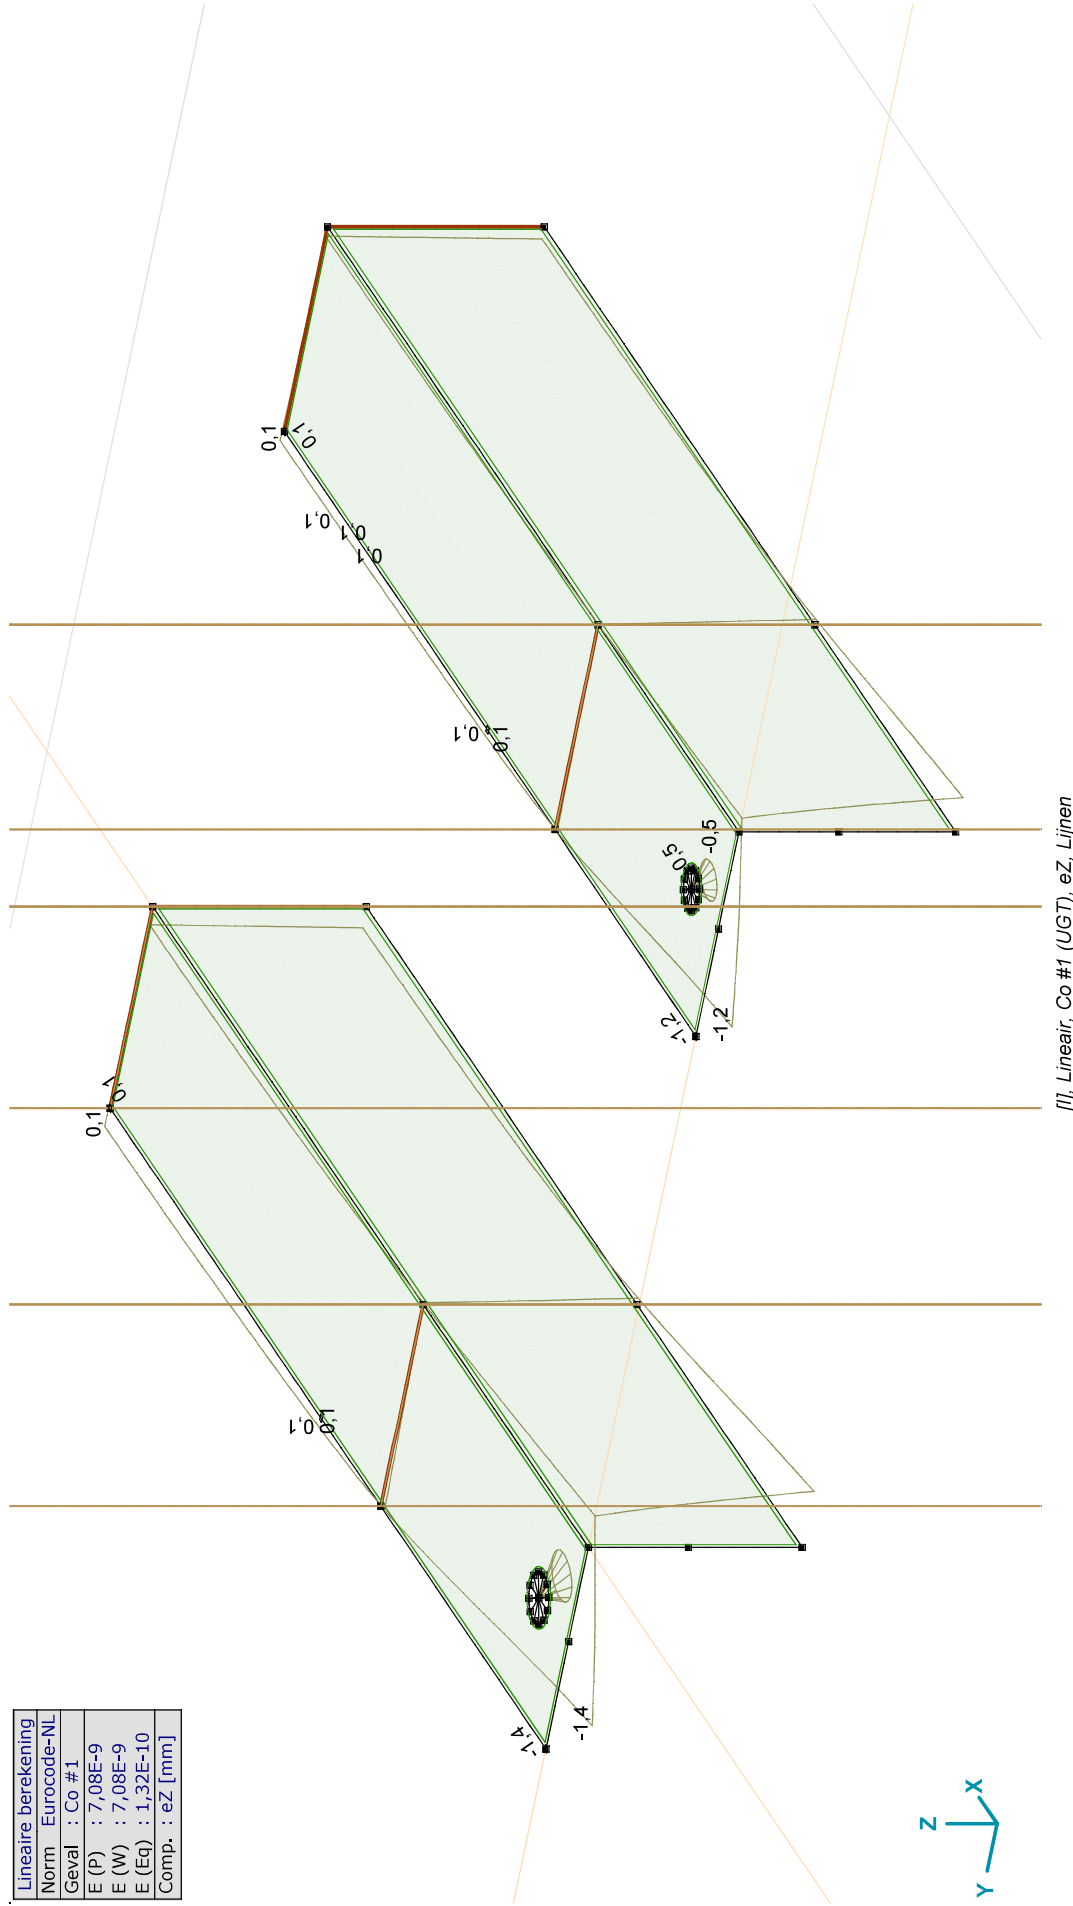 Lineaire berekening
Norm Eurocode-NL
Geval : Co #1
E (P) : 7,08E-9
E (W) : 7,08E-9
E (Eq) : 1,32E-10
Comp. : eZ [mm]
0,1
0,1
0,1
0,1
0,1
0,1
0,1
-0,5
-0,5
-1,2
-1,2
0,1
0,1
0,1
0,1
-1,4
-1,4
Z
X
Y
[I], Lineair, Co #1 (UGT), eZ, Lijnen